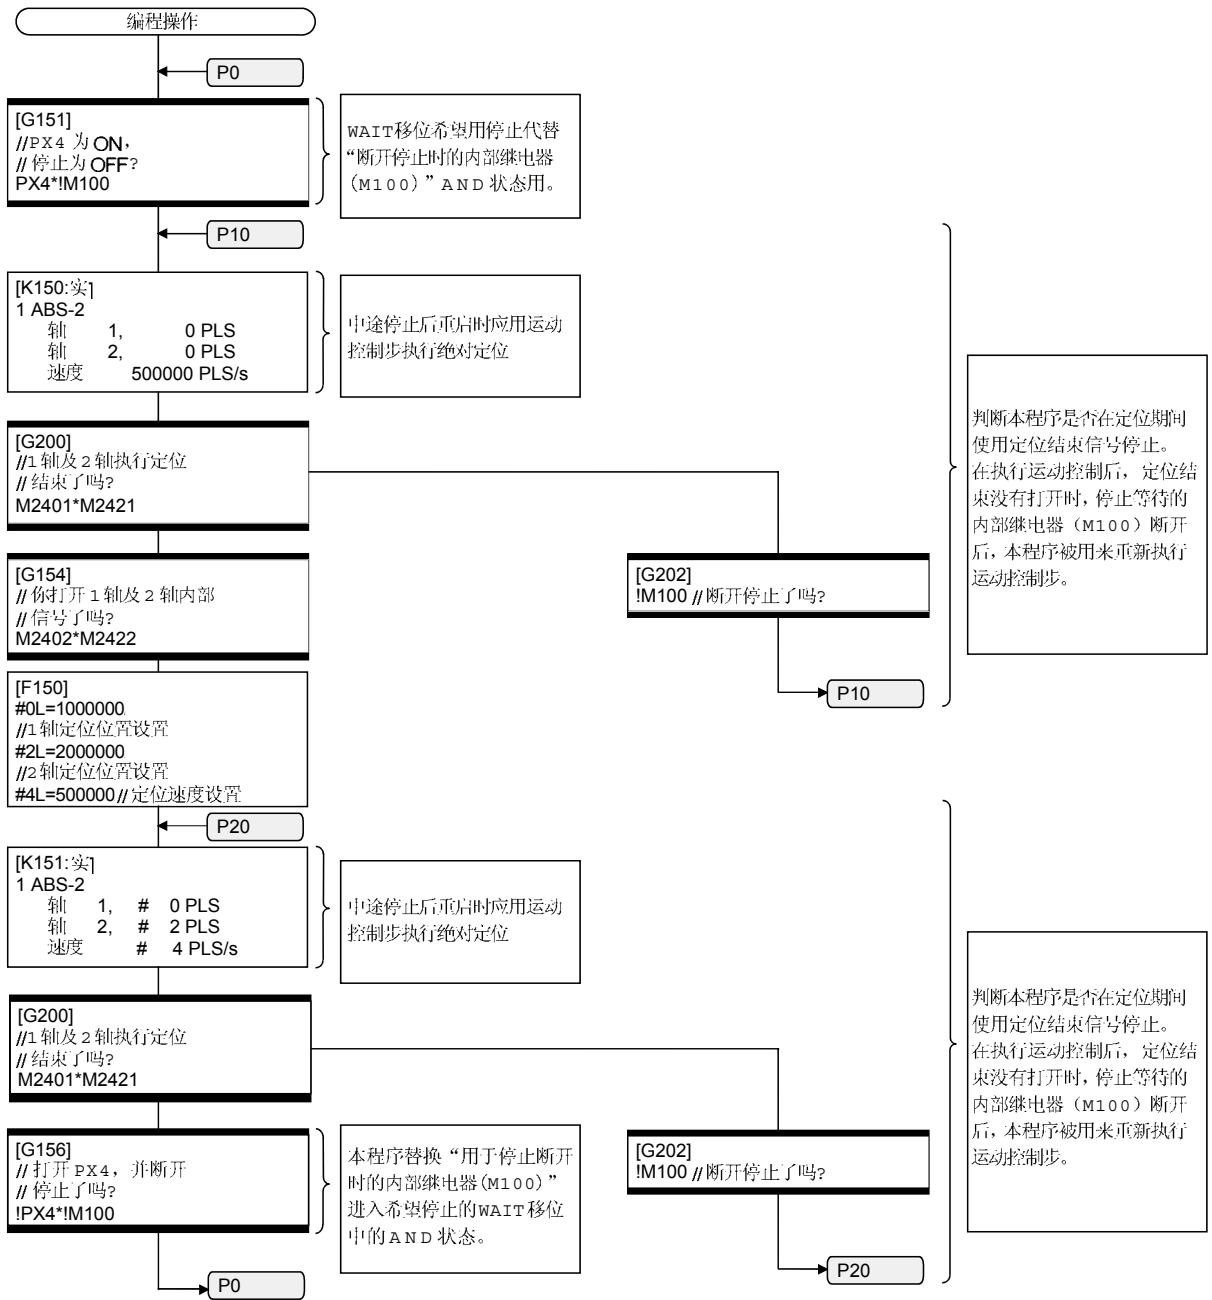 编程操作
P0
[G151]
//PX4 为 ON，
// 停止为 OFF?
PX4*!M100
WAIT移位希望用停止代替
“断开停止时的内部继电器
(M100)” AND 状态用。
P10
[K150:实]
1 ABS-2
轴 1, 0 PLS
轴 2, 0 PLS
速度 500000 PLS/s
中途停止后重启时应用运动
控制步执行绝对定位
[G200]
//1 轴及 2 轴执行定位
// 结束了吗?
M2401*M2421
[G154]
// 你打开 1 轴及 2 轴内部
// 信号了吗?
M2402*M2422
[G202]
!M100 // 断开停止了吗?
P10
判断本程序是否在定位期间
使用定位结束信号停止。
在执行运动控制后，定位结
束没有打开时，停止等待的
内部继电器（M100）断开
后，本程序被用来重新执行
运动控制步。
[F150]
#0L=1000000
//1 轴定位位置设置
#2L=2000000
//2 轴定位位置设置
#4L=500000 // 定位速度设置
P20
[K151:实]
1 ABS-2
轴 1, # 0 PLS
轴 2, # 2 PLS
速度 # 4 PLS/s
中途停止后重启时应用运动
控制步执行绝对定位
[G200]
//1 轴及 2 轴执行定位
// 结束了吗?
M2401*M2421
[G156]
// 打开 PX4，并断开
// 停止了吗?
!PX4*!M100
本程序替换“用于停止断开
时的内部继电器(M100)”
进入希望停止的WAIT 移位
中的AND 状态。
P0
[G202]
!M100 // 断开停止了吗?
P20
判断本程序是否在定位期间
使用定位结束信号停止。
在执行运动控制后，定位结
束没有打开时，停止等待的
内部继电器（M100）断开
后，本程序被用来重新执行
运动控制步。